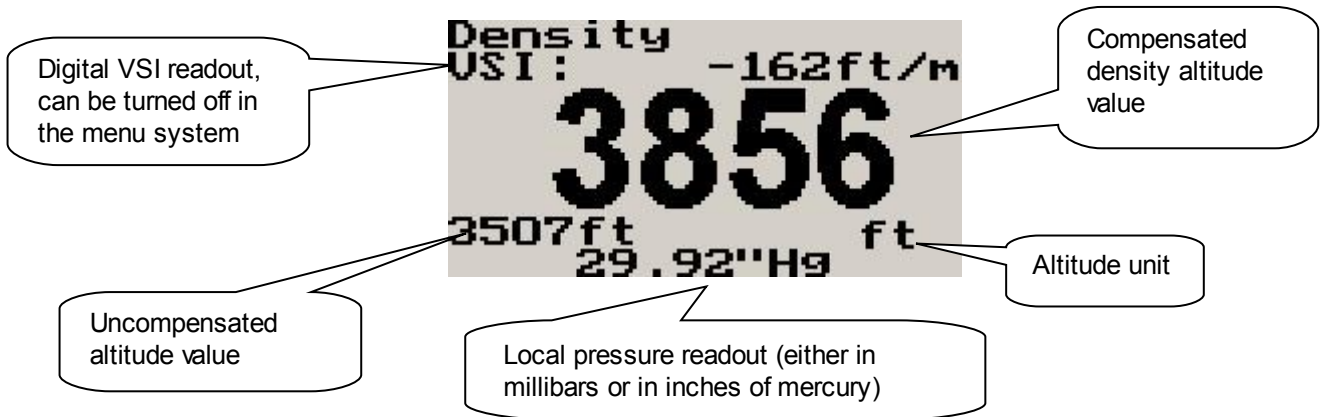 Digital VSI readout,
can be turned off in
the menu system
Density
VSI: -162ft/m
3856
3507ft
ft
29.92"Hg
Compensated
density altitude
value
Altitude unit
Uncompensated
altitude value
Local pressure readout (either in
millibars or in inches of mercury)